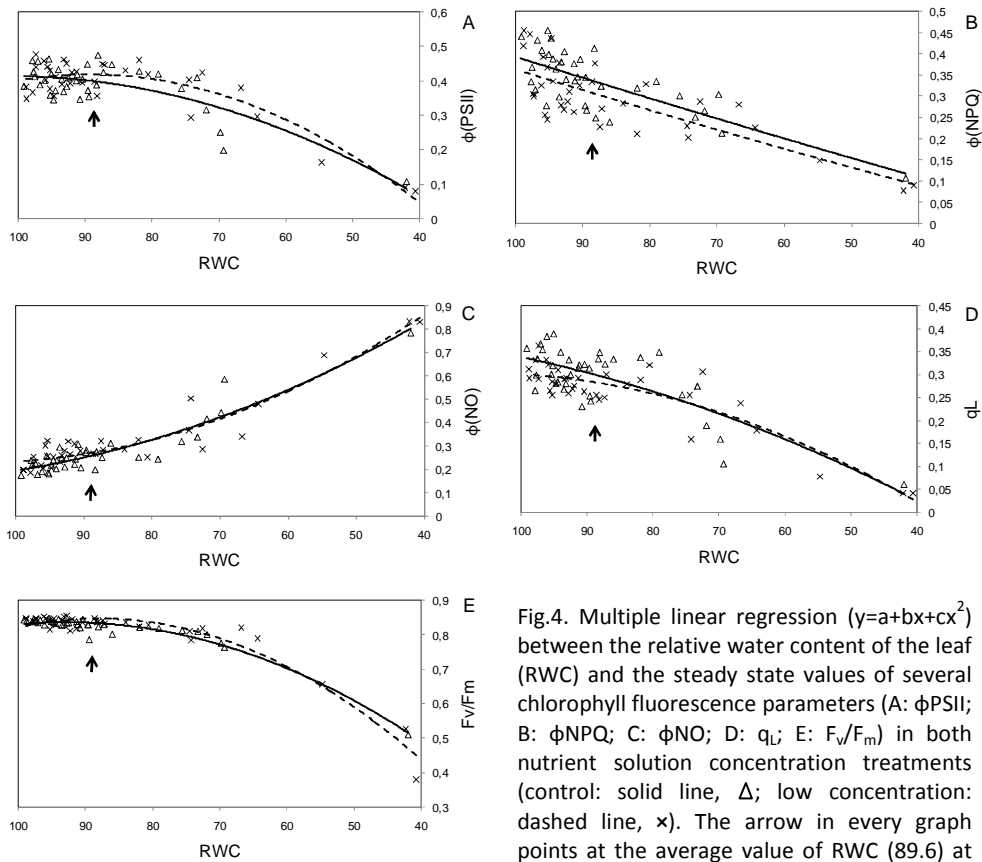 A
0,6
0,5
0,4
0,3
0,2
0,1
0
ϕ(PSII)
100 90 80 70 60 50 40
RWC
B
0,5
0,45
0,4
0,35
0,3
0,25
0,2
0,15
0,1
0,05
0
ϕ(NPQ)
100 90 80 70 60 50 40
RWC
C
0,9
0,8
0,7
0,6
0,5
0,4
0,3
0,2
0,1
0
ϕ(NO)
100 90 80 70 60 50 40
RWC
D
0,45
0,4
0,35
0,3
0,25
0,2
0,15
0,1
0,05
0
qL
100 90 80 70 60 50 40
RWC
E
0,9
0,8
0,7
0,6
0,5
0,4
0,3
Fv/Fm
100 90 80 70 60 50 40
RWC
Fig.4. Multiple linear regression (y=a+bx+cx²)
between the relative water content of the leaf
(RWC) and the steady state values of several
chlorophyll fluorescence parameters (A: ϕPSII;
B: ϕNPQ; C: ϕNO; D: qL; E: Fv/Fm) in both
nutrient solution concentration treatments
(control: solid line, Δ; low concentration:
dashed line, ×). The arrow in every graph
points at the average value of RWC (89.6) at